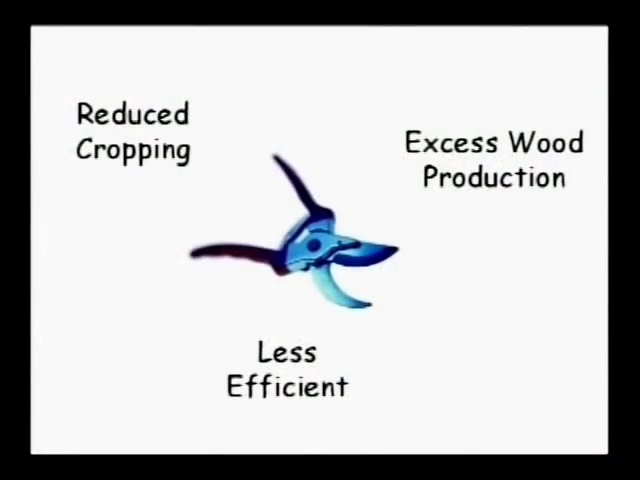 Reduced
Cropping
Excess Wood
Production
Less
Efficient